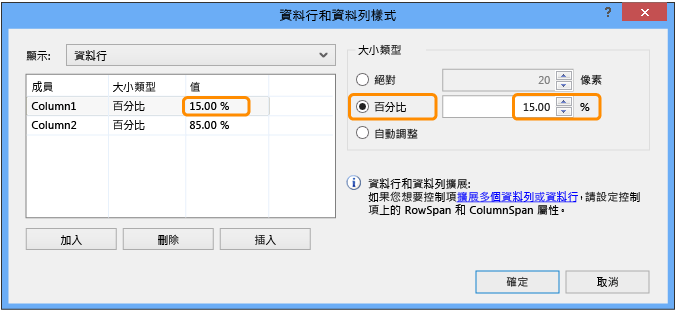 資料行和資料列樣式
?
顯示:
資料行
成員 大小類型 值
Column1 百分比 15.00 %
Column2 百分比 85.00 %
加入 刪除 插入
大小類型
絕對 20 像素
百分比 15.00 %
自動調整
資料行和資料列擴展:
如果您想要控制項擴展多個資料列或資料行,請設定控制
項上的 RowSpan 和 ColumnSpan 屬性。
確定 取消